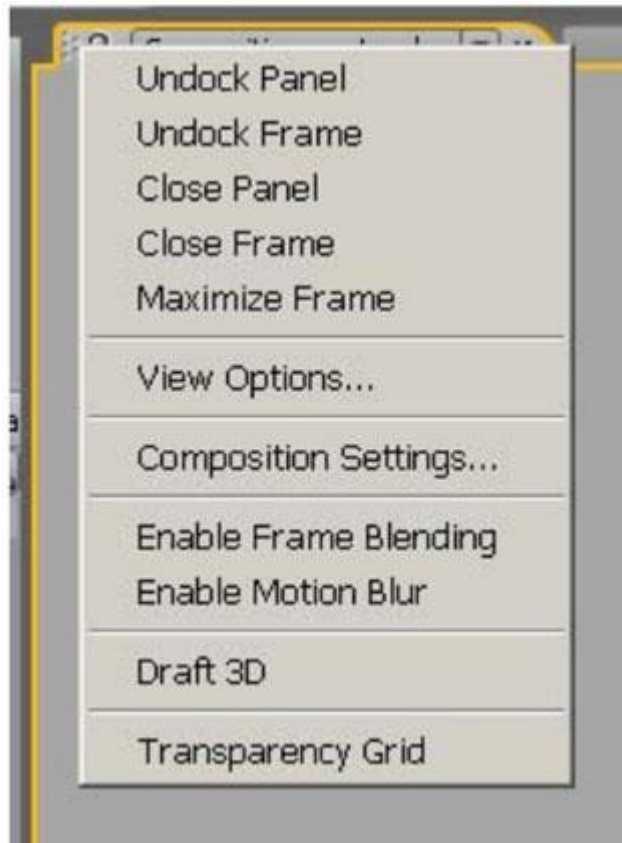 Undock Panel
Undock Frame
Close Panel
Close Frame
Maximize Frame
View Options...
Composition Settings...
Enable Frame Blending
Enable Motion Blur
Draft 3D
Transparency Grid